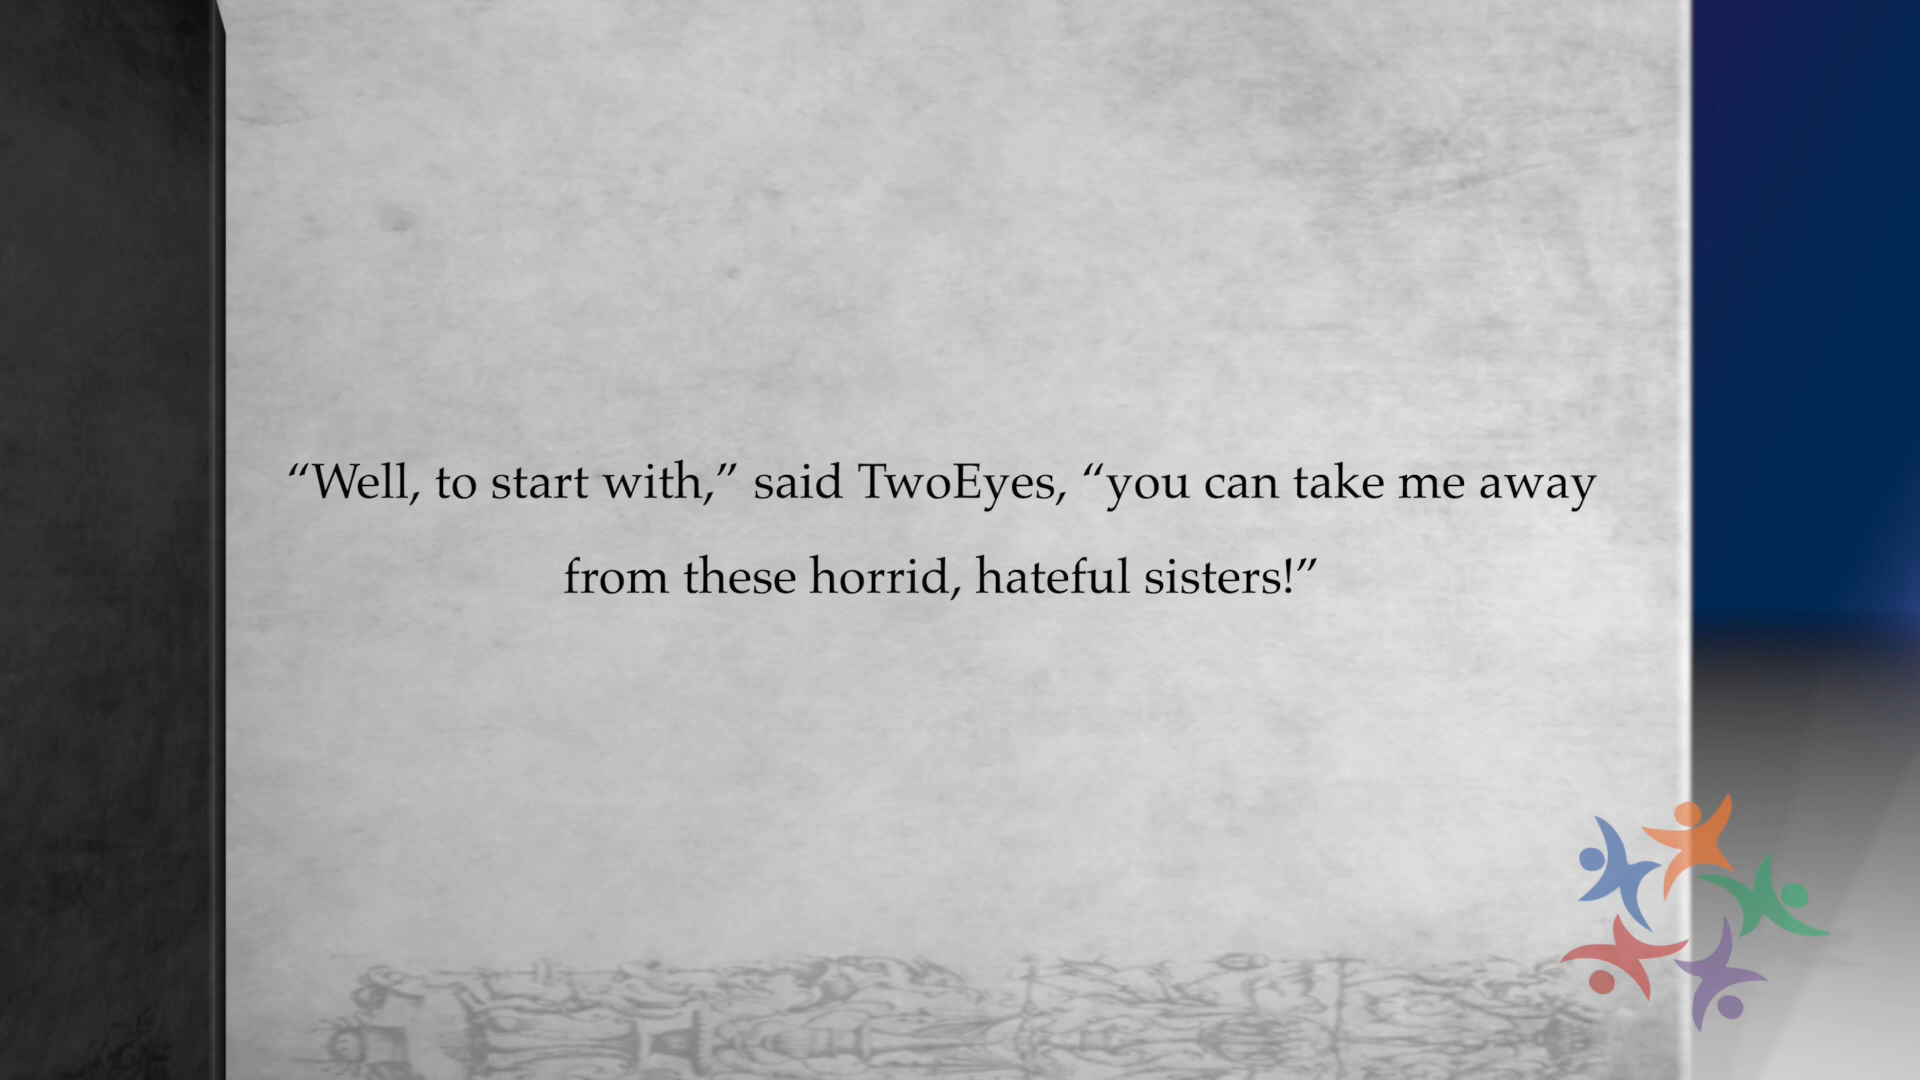 “Well, to start with,” said TwoEyes, “you can take me away
from these horrid, hateful sisters!”